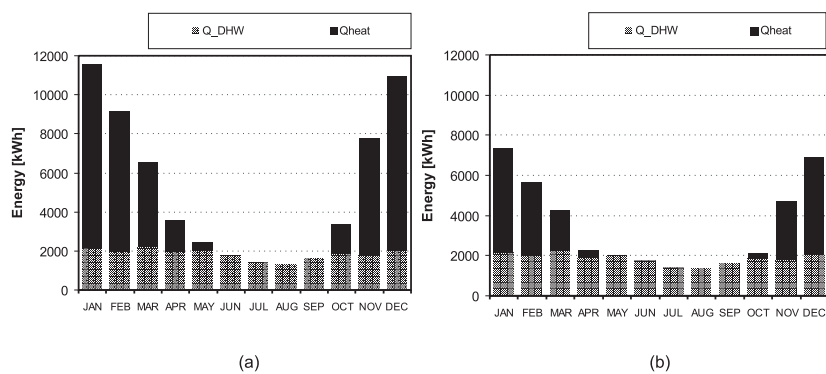 Q_DHW Qheat
12000
10000
8000
6000
4000
2000
0
Energy [kWh]
JAN FEB MAR APR MAY JUN JUL AUG SEP OCT NOV DEC
(a)
Q_DHW Qheat
12000
10000
8000
6000
4000
2000
0
Energy [kWh]
JAN FEB MAR APR MAY JUN JUL AUG SEP OCT NOV DEC
(b)